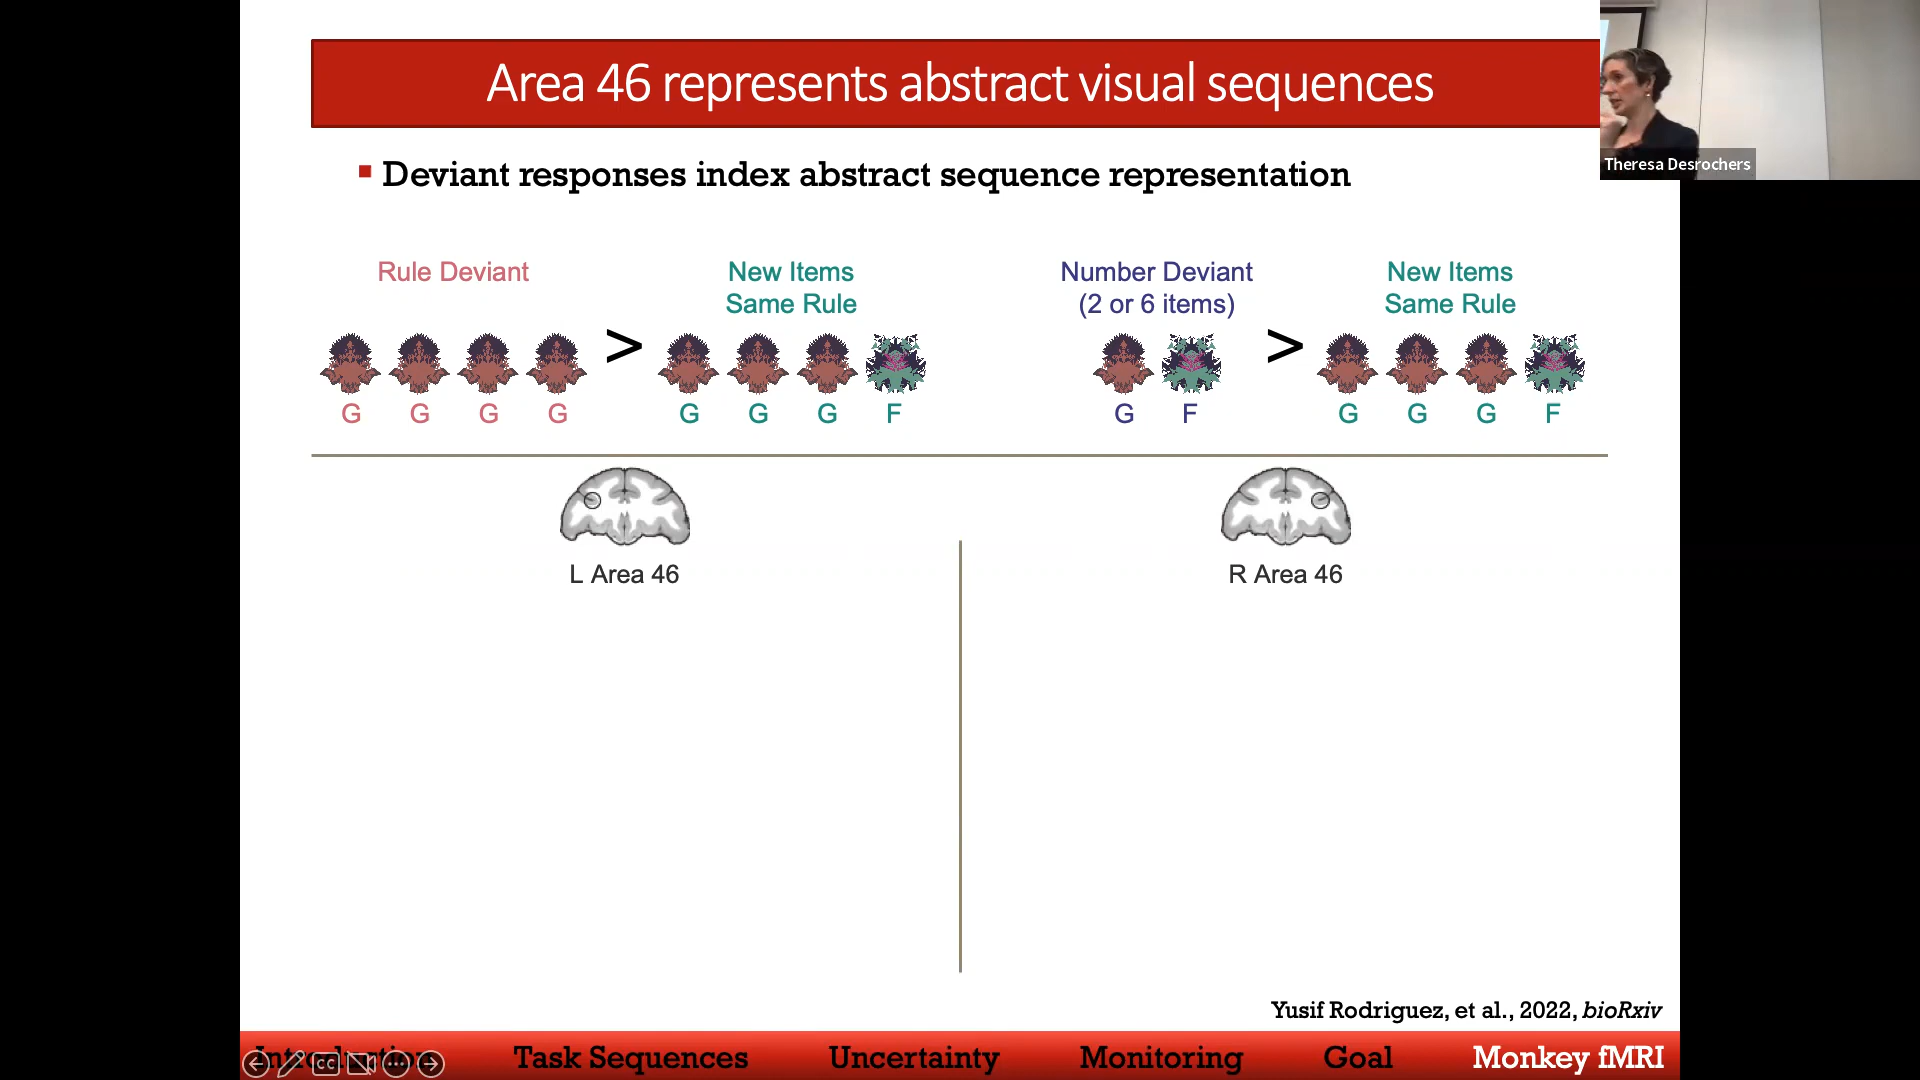 Area 46 represents abstract visual sequences
Theresa Desrochers
Deviant responses index abstract sequence representation
Rule Deviant
New Items
Same Rule
Number Deviant
(2 or 6 items)
New Items
Same Rule
> >
G G G G G G G F G F G G G F
L Area 46
R Area 46
Yusif Rodriguez, et al., 2022, bioRxiv
Introduction Task Sequences Uncertainty Monitoring Goal Monkey fMRI
CC